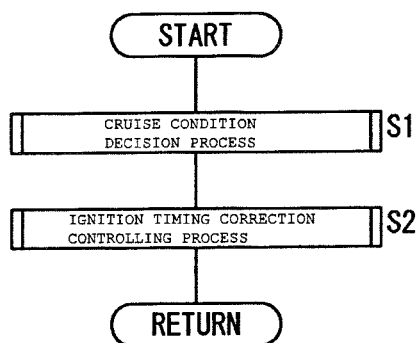 START
CRUISE CONDITION
DECISION PROCESS
S1
IGNITION TIMING CORRECTION
CONTROLLING PROCESS
S2
RETURN